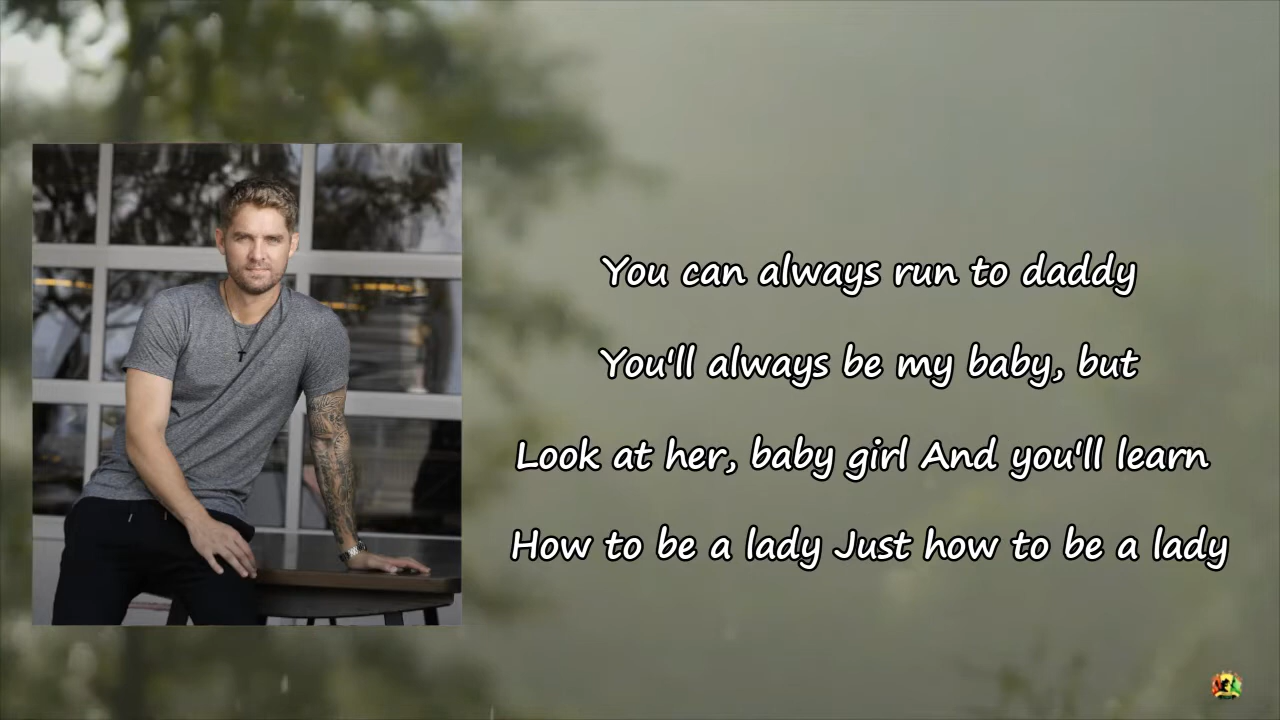 You can always run to daddy
You'll always be my baby, but
Look at her, baby girl And you'll learn
How to be a lady Just how to be a lady